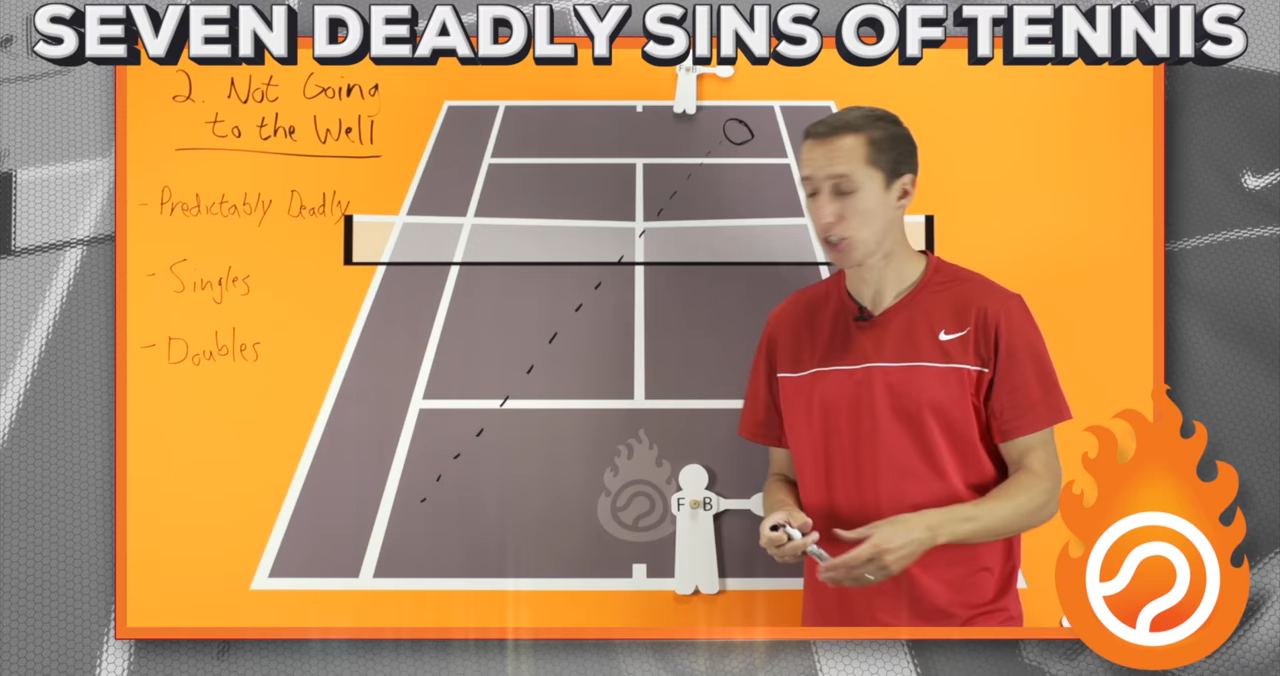 SEVEN DEADLY SINS OF TENNIS
2. Not Going
to the Well
- Predictably Deadly
- Singles
- Doubles
F B
F B